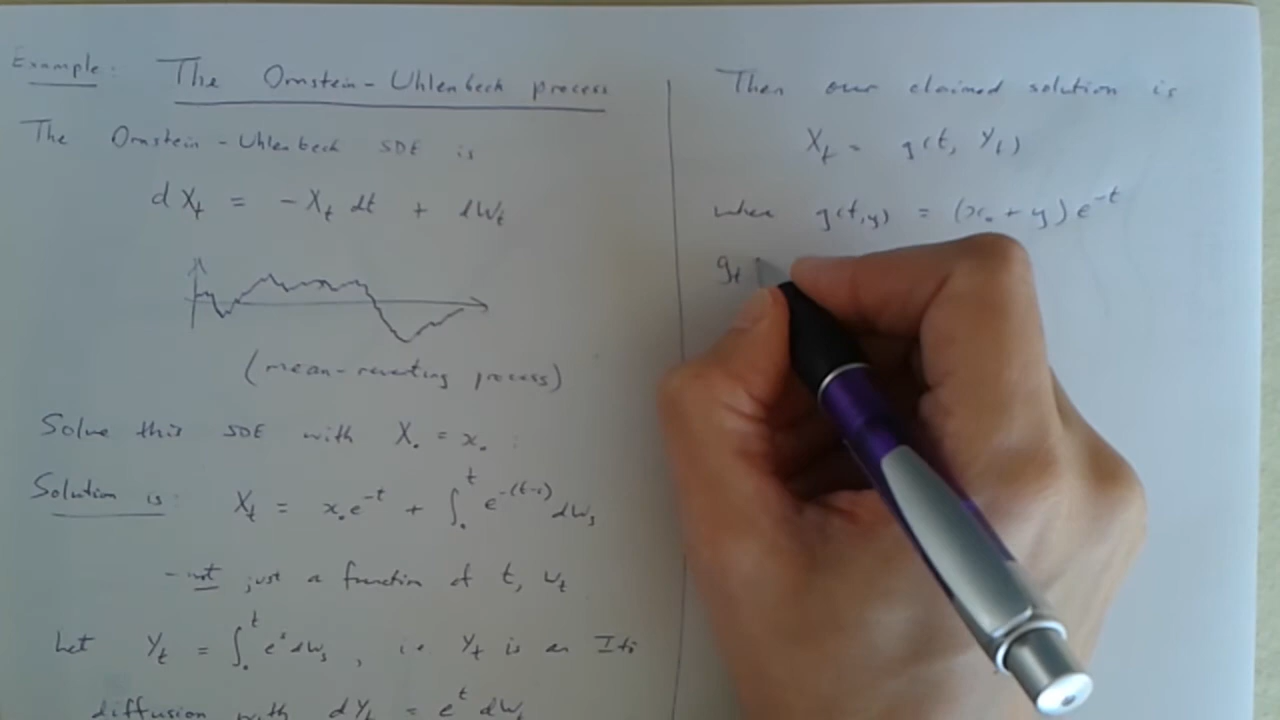 Example: The Ornstein-Uhlenbeck process
The Ornstein-Uhlenbeck SDE is
dX_t = -X_t dt + dW_t
(mean-reverting process)
Solve this SDE with X_0 = x_0 :
Solution is: X_t = x_0 e^{-t} + ∫_0^t e^{-(t-s)} dW_s
- not just a function of t, W_t
Let Y_t = ∫_0^t e^s dW_s , i.e Y_t is an Ito
diffusion with dY_t = e^t dW_t
Then our claimed solution is
X_t = g(t, Y_t)
where g(t,y) = (x_0 + y) e^{-t}
g_t